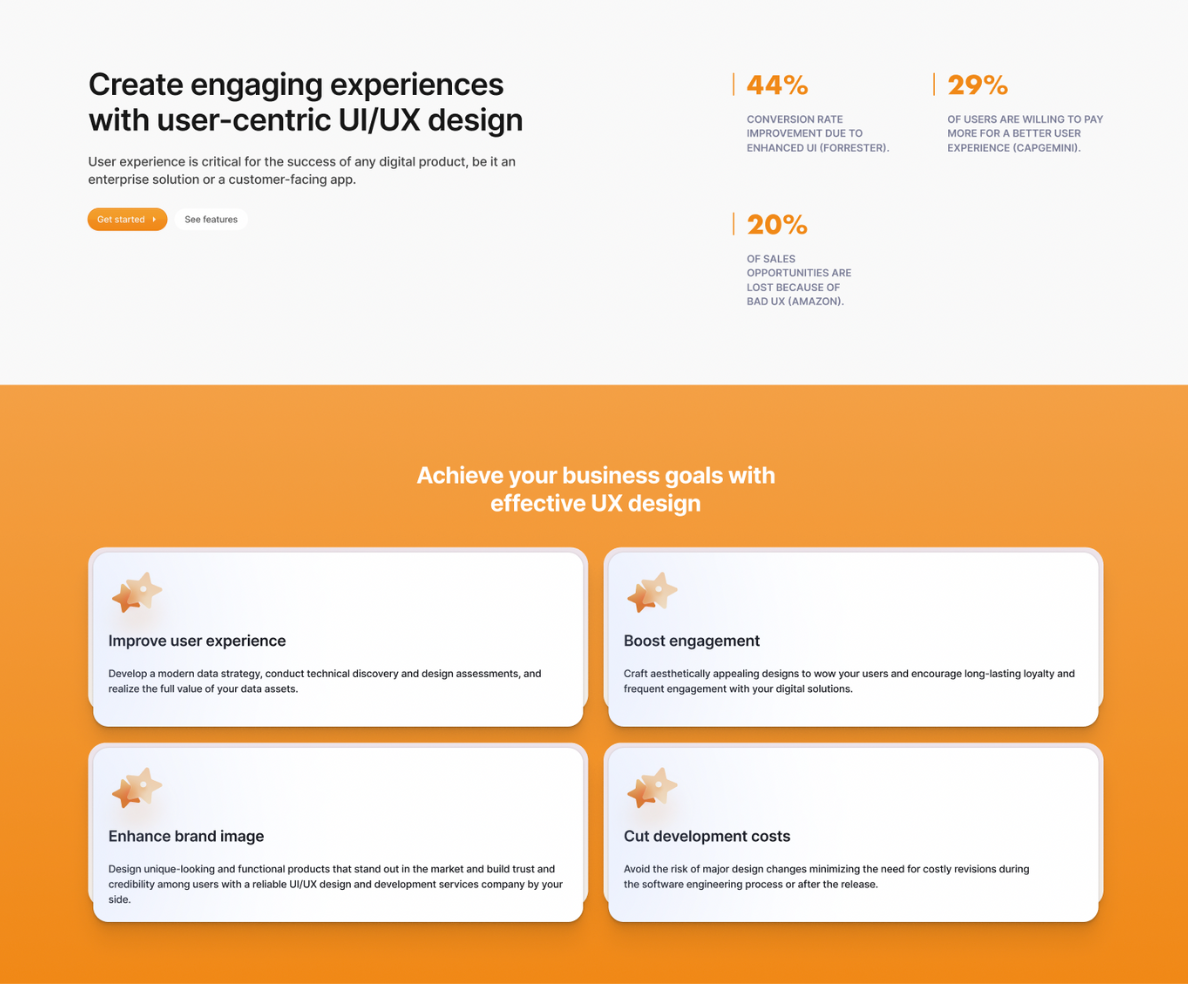 Create engaging experiences
with user-centric UI/UX design
User experience is critical for the success of any digital product, be it an
enterprise solution or a customer-facing app.
Get started
See features
44%
CONVERSION RATE
IMPROVEMENT DUE TO
ENHANCED UI (FORRESTER).
29%
OF USERS ARE WILLING TO PAY
MORE FOR A BETTER USER
EXPERIENCE (CAPGEMINI).
20%
OF SALES
OPPORTUNITIES ARE
LOST BECAUSE OF
BAD UX (AMAZON).
Achieve your business goals with
effective UX design
Improve user experience
Develop a modern data strategy, conduct technical discovery and design assessments, and
realize the full value of your data assets.
Boost engagement
Craft aesthetically appealing designs to wow your users and encourage long-lasting loyalty and
frequent engagement with your digital solutions.
Enhance brand image
Design unique-looking and functional products that stand out in the market and build trust and
credibility among users with a reliable UI/UX design and development services company by your
side.
Cut development costs
Avoid the risk of major design changes minimizing the need for costly revisions during
the software engineering process or after the release.